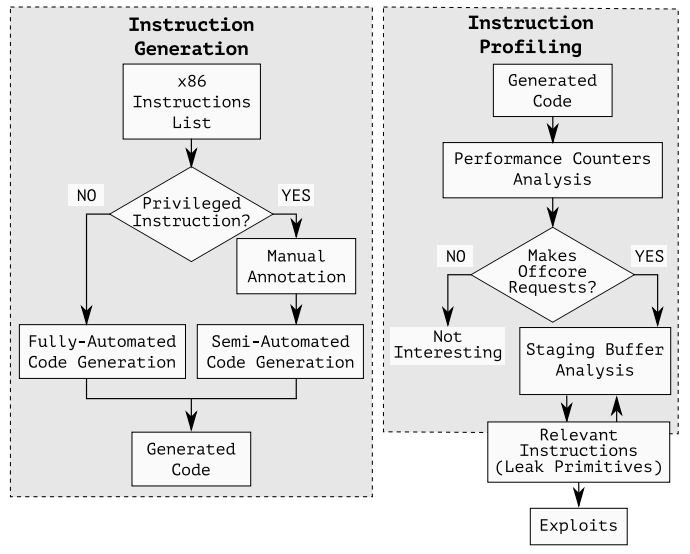 Instruction
Generation
x86
Instructions
List
NO
Privileged
Instruction?
YES
Manual
Annotation
Fully-Automated
Code Generation
Semi-Automated
Code Generation
Generated
Code
Instruction
Profiling
Generated
Code
Performance Counters
Analysis
NO
Makes
Offcore
Requests?
YES
Not
Interesting
Staging Buffer
Analysis
Relevant
Instructions
(Leak Primitives)
Exploits